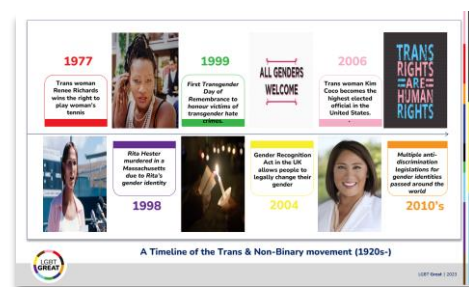 1977
Trans woman
Renee Richards
wins the right to
play woman's
tennis
1999
First Transgender
Day of
Remembrance to
honour victims of
transgender hate
crimes.
ALL GENDERS
WELCOME
2006
Trans woman Kim
Coco becomes the
highest elected
official in the
United States.
TRANS
RIGHTS
ARE
HUMAN
RIGHTS
Rita Hester
murdered in a
Massachusetts
due to Rita's
gender identity
1998
Gender Recognition
Act in the UK
allows people to
legally change their
gender
2004
Multiple anti-
discrimination
legislations for
gender identities
passed around the
world
2010's
A Timeline of the Trans & Non-Binary movement (1920s-)
LGBT
GREAT
LGBT Great | 2023